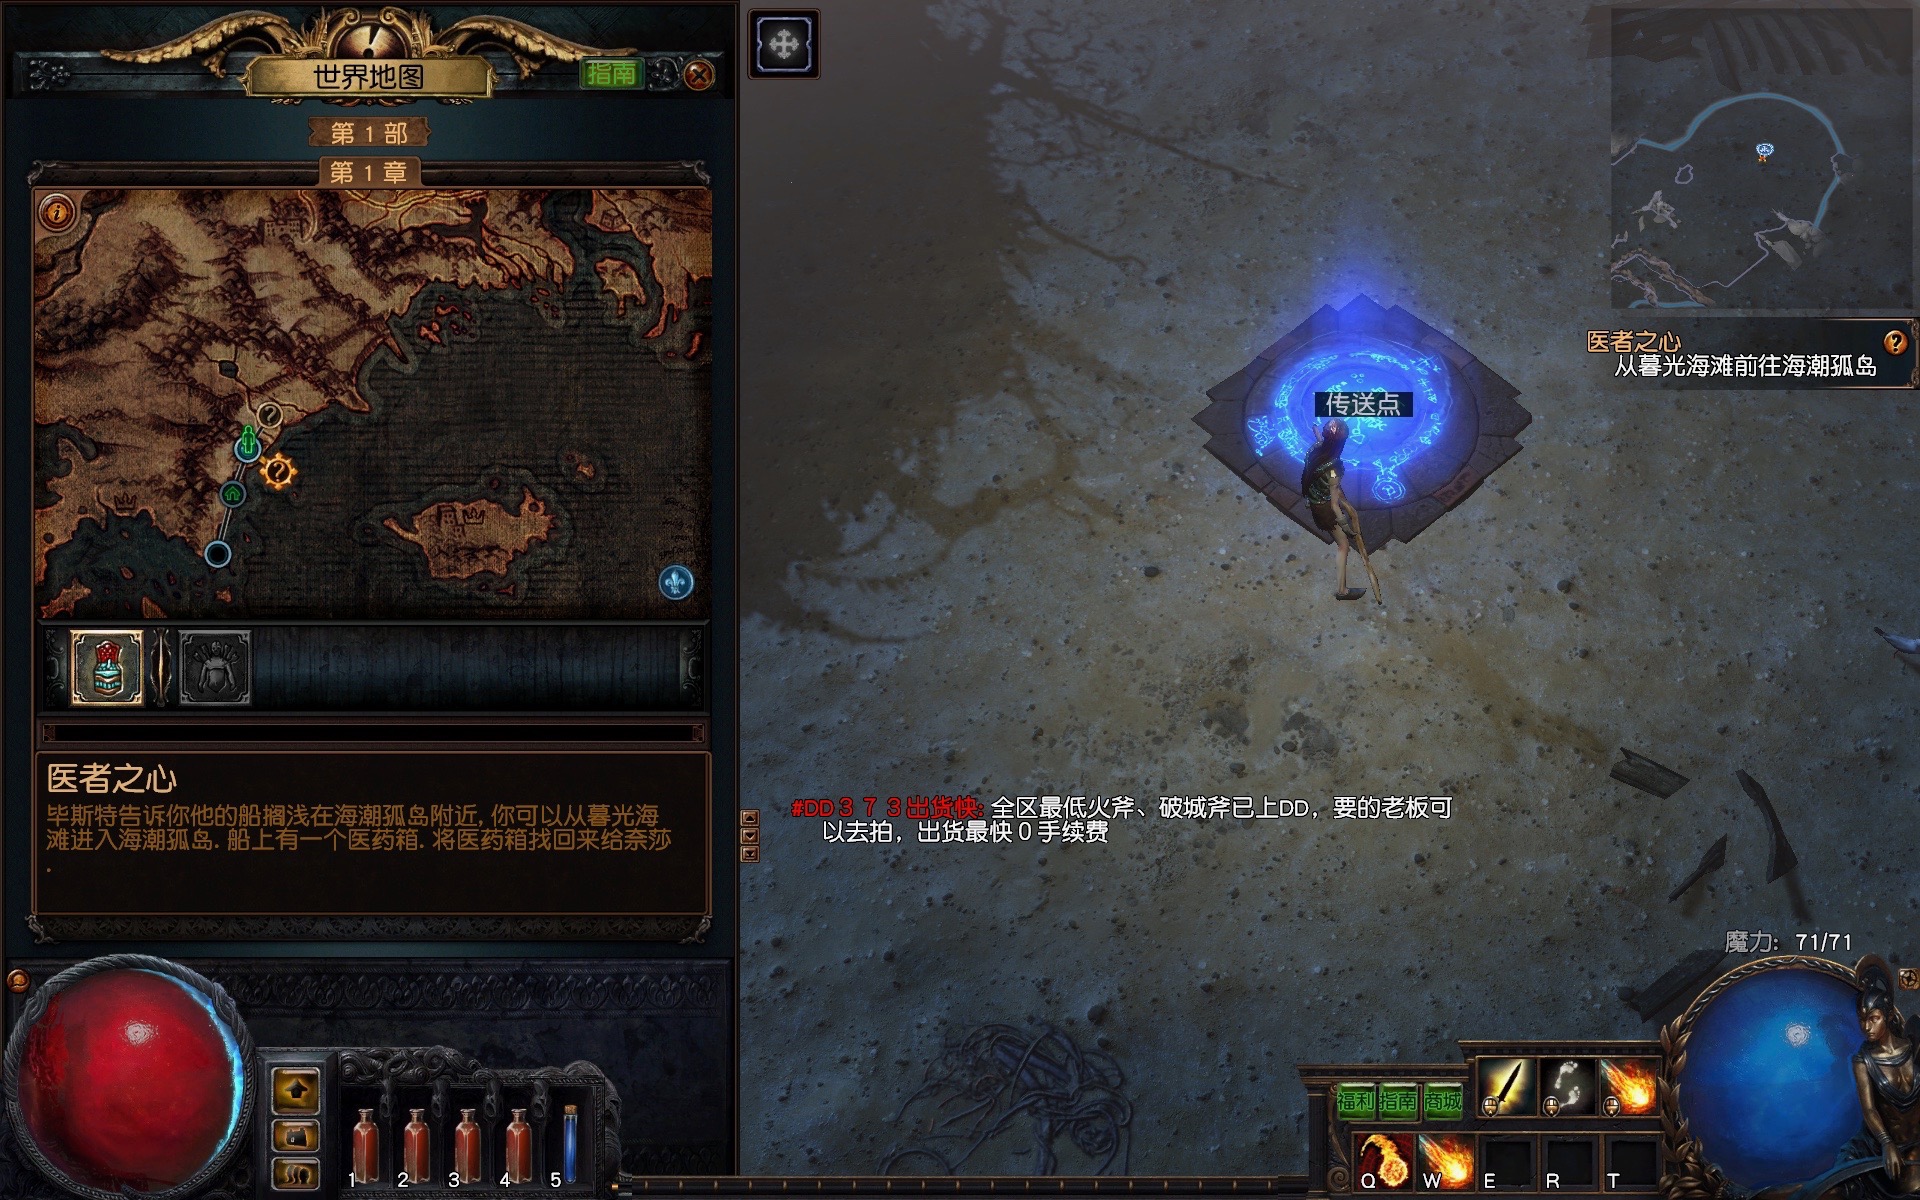 世界地图
指南
第 1 部
第 1 章
医者之心
毕斯特告诉你他的船搁浅在海潮孤岛附近, 你可以从暮光海
滩进入海潮孤岛. 船上有一个医药箱. 将医药箱找回来给奈莎
.
传送点
医者之心
从暮光海滩前往海潮孤岛
#DD３７３出货快: 全区最低火斧、破城斧已上DD，要的老板可
以去拍，出货最快０手续费
魔力: 71/71
福利 指南 商城
1 2 3 4 5
Q W E R T